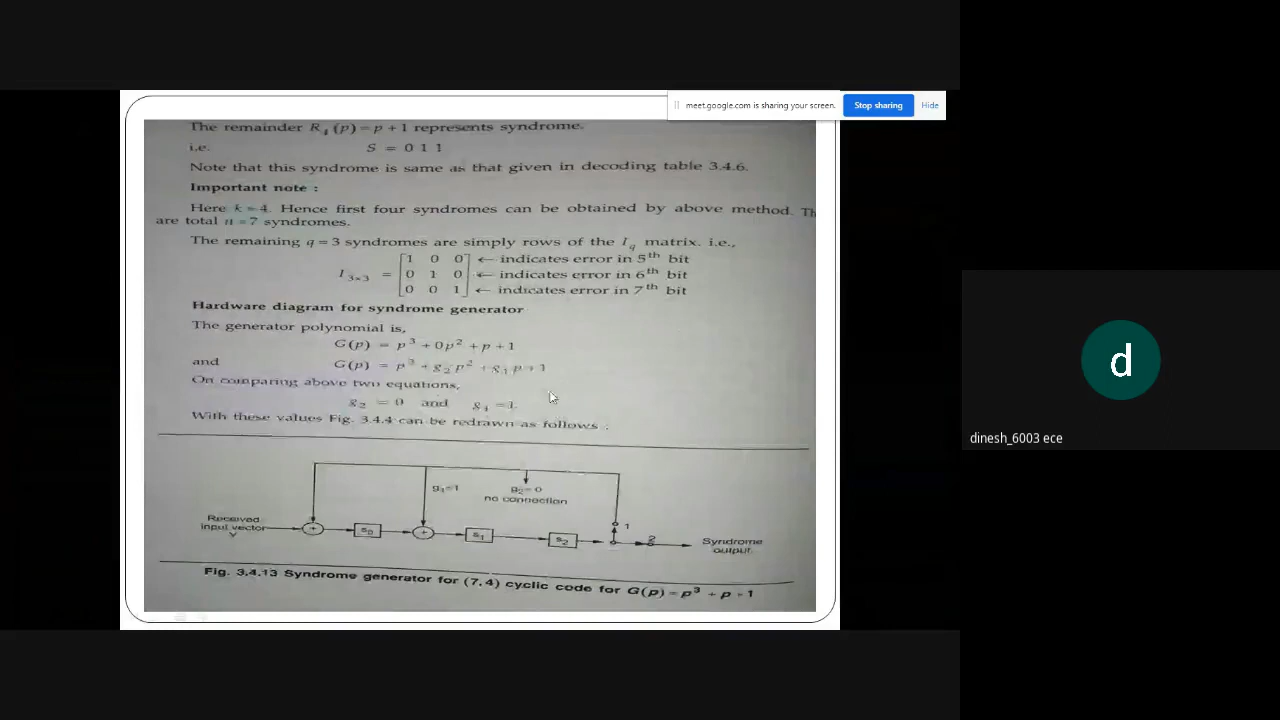 meet.google.com is sharing your screen.
Stop sharing
Hide
The remainder R₄ (p) = p + 1 represents syndrome.
i.e. S = 0 1 1
Note that this syndrome is same as that given in decoding table 3.4.6.
Important note :
Here k = 4. Hence first four syndromes can be obtained by above method. Th
are total n = 7 syndromes.
The remaining q = 3 syndromes are simply rows of the I_q matrix. i.e.,
1 0 0 ← indicates error in 5th bit
I₃ₓ₃ = 0 1 0 ← indicates error in 6th bit
0 0 1 ← indicates error in 7th bit
Hardware diagram for syndrome generator
The generator polynomial is,
G(p) = p³ + 0p² + p + 1
and G(p) = p³ + g₂ p² + g₁ p + 1
On comparing above two equations,
g₂ = 0 and g₁ = 1.
With these values Fig. 3.4.4 can be redrawn as follows :
g₁=1
g₂=0
no connection
1
Received
input vector
Y
+
s₀
+
s₁
s₂
2
Syndrome
output
Fig. 3.4.13 Syndrome generator for (7, 4) cyclic code for G(p) = p³ + p + 1
d
dinesh_6003 ece